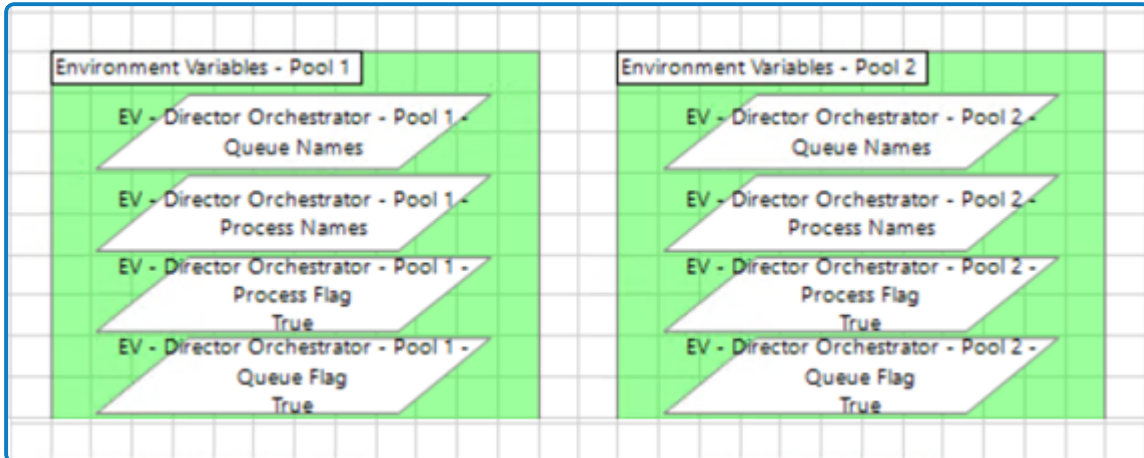 Environment Variables - Pool 1
EV - Director Orchestrator - Pool 1 -
Queue Names
EV - Director Orchestrator - Pool 1 -
Process Names
EV - Director Orchestrator - Pool 1 -
Process Flag
True
EV - Director Orchestrator - Pool 1 -
Queue Flag
True
Environment Variables - Pool 2
EV - Director Orchestrator - Pool 2 -
Queue Names
EV - Director Orchestrator - Pool 2 -
Process Names
EV - Director Orchestrator - Pool 2 -
Process Flag
True
EV - Director Orchestrator - Pool 2 -
Queue Flag
True